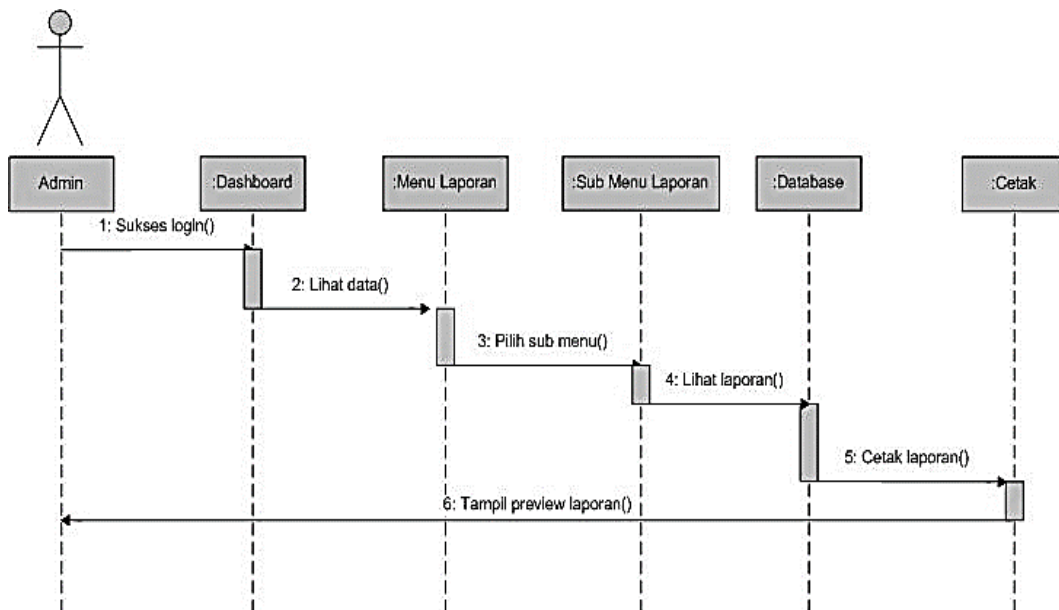 Admin
:Dashboard
:Menu Laporan
:Sub Menu Laporan
:Database
:Cetak
1: Sukses login()
2: Lihat data()
3: Pilih sub menu()
4: Lihat laporan()
5: Cetak laporan()
6: Tampil preview laporan()